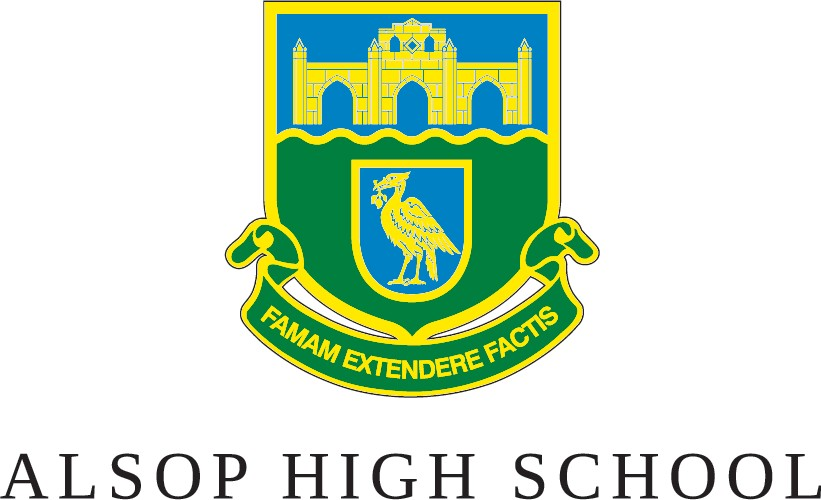 FAMAM EXTENDERE FACTIS
ALSOP HIGH SCHOOL